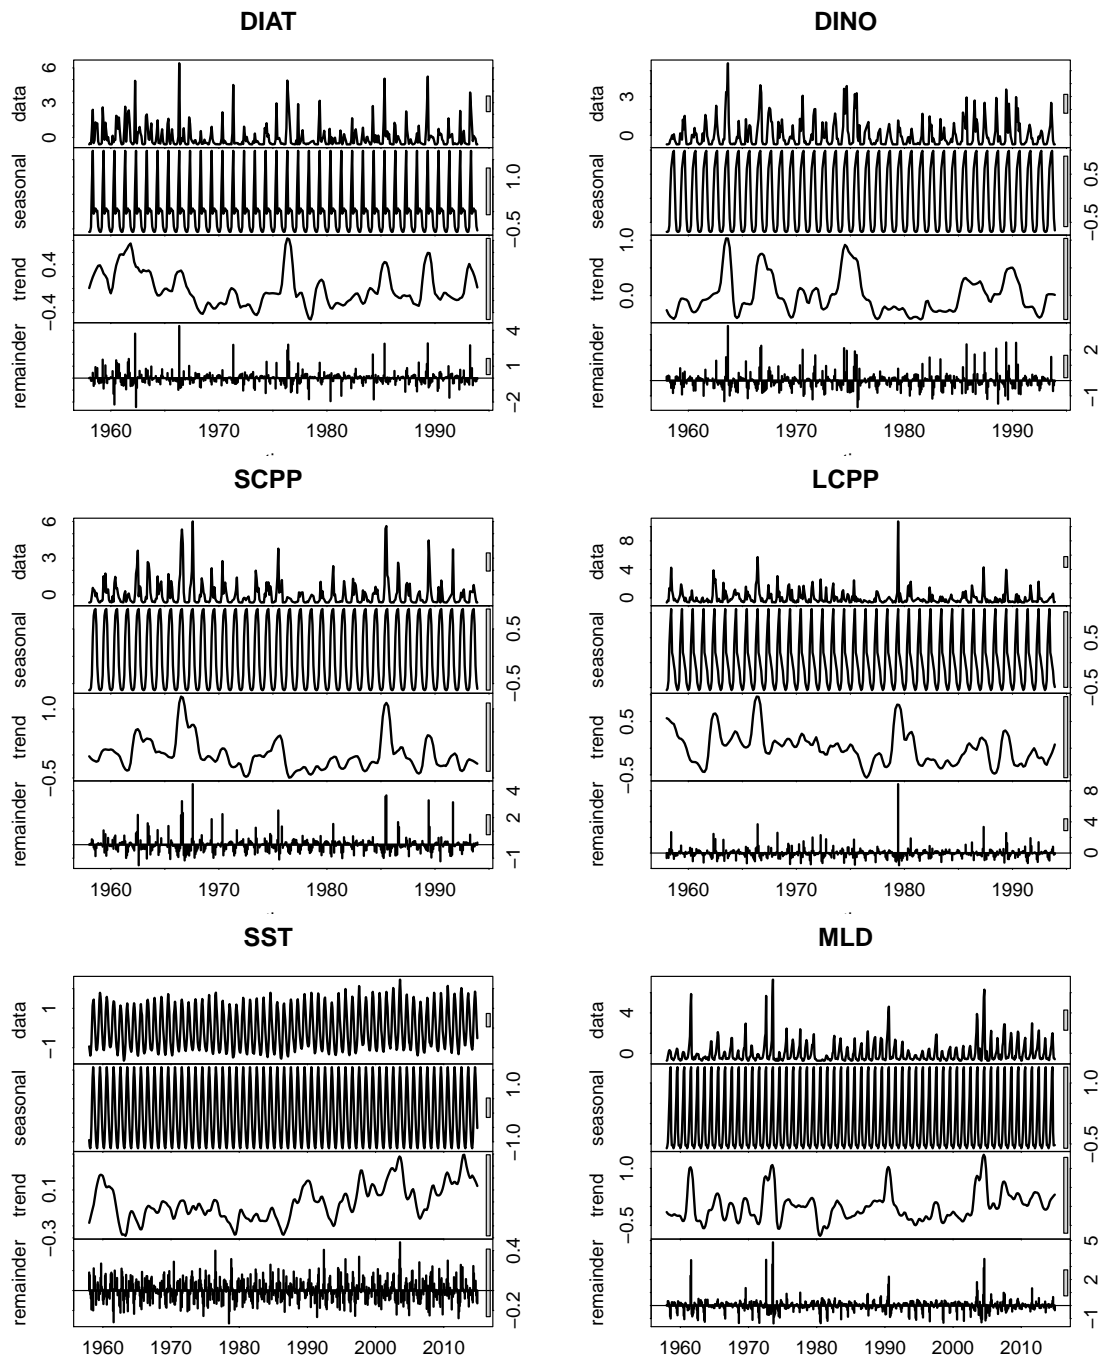 DIAT
data
0 3 6
seasonal
−0.5 1.0
trend
−0.4 0.4
remainder
−2 1 4
1960 1970 1980 1990
DINO
data
0 3
seasonal
−0.5 0.5
trend
0.0 1.0
remainder
−1 2
1960 1970 1980 1990
SCPP
data
0 3 6
seasonal
−0.5 0.5
trend
−0.5 1.0
remainder
−1 2 4
1960 1970 1980 1990
LCPP
data
0 4 8
seasonal
−0.5 0.5
trend
−0.5 0.5
remainder
0 4 8
1960 1970 1980 1990
SST
data
−1 1
seasonal
−1.0 1.0
trend
−0.3 0.1
remainder
−0.2 0.4
1960 1970 1980 1990 2000 2010
MLD
data
0 4
seasonal
−0.5 1.0
trend
−0.5 1.0
remainder
−1 2 5
1960 1970 1980 1990 2000 2010